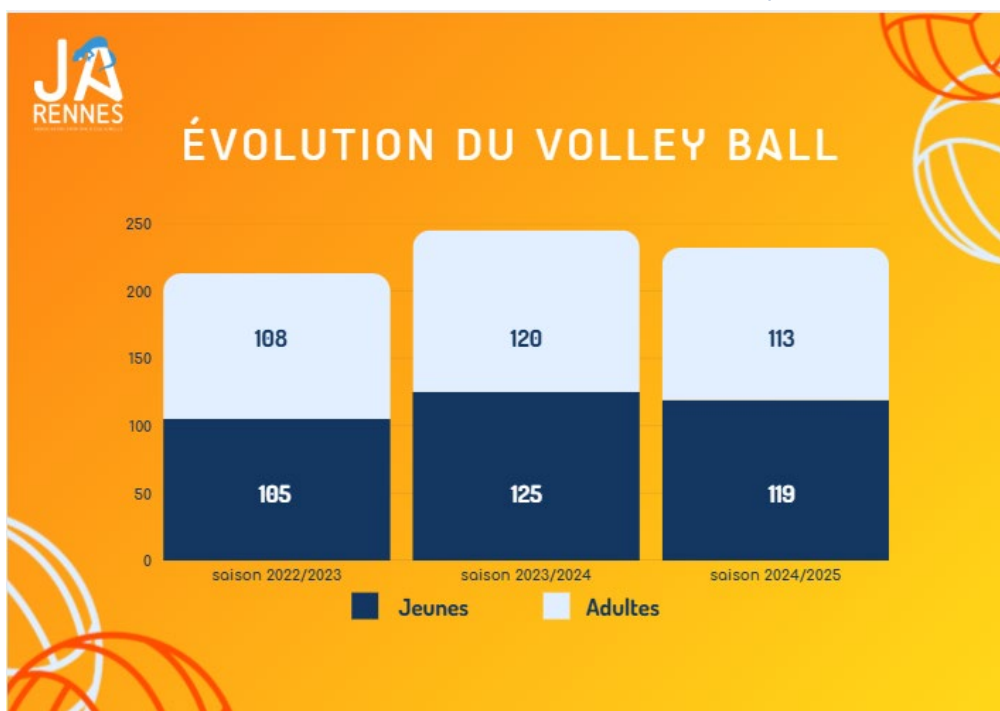 JA
RENNES
ÉVOLUTION DU VOLLEY BALL
250
200
150
100
50
0
108
120
113
105
125
119
saison 2022/2023
saison 2023/2024
saison 2024/2025
Jeunes
Adultes